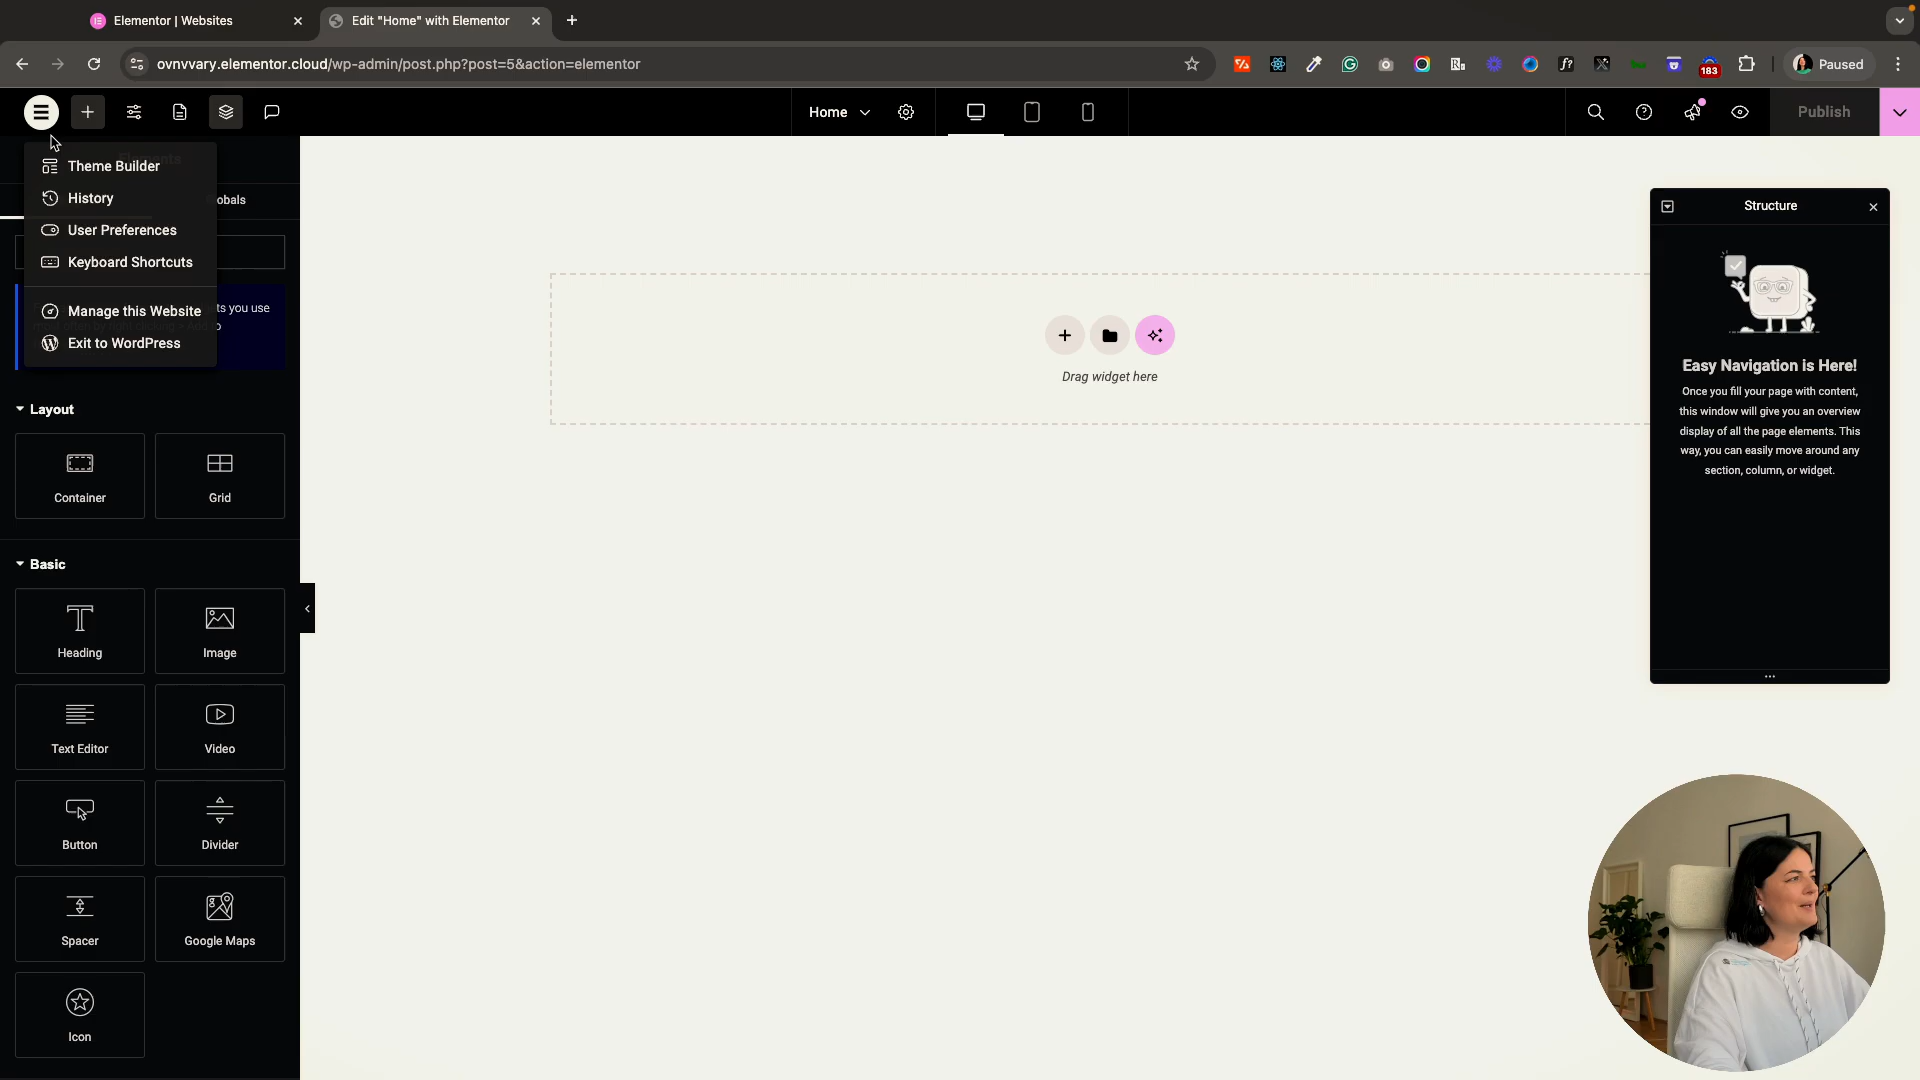 Elementor | Websites
Edit "Home" with Elementor
ovnvvary.elementor.cloud/wp-admin/post.php?post=5&action=elementor
183
Paused
Home
Publish
Theme Builder
History
User Preferences
Keyboard Shortcuts
Manage this Website
Exit to WordPress
obals
ts you use
Layout
Container
Grid
Basic
Heading
Image
Text Editor
Video
Button
Divider
Spacer
Google Maps
Icon
Drag widget here
Structure
Easy Navigation is Here!
Once you fill your page with content,
this window will give you an overview
display of all the page elements. This
way, you can easily move around any
section, column, or widget.